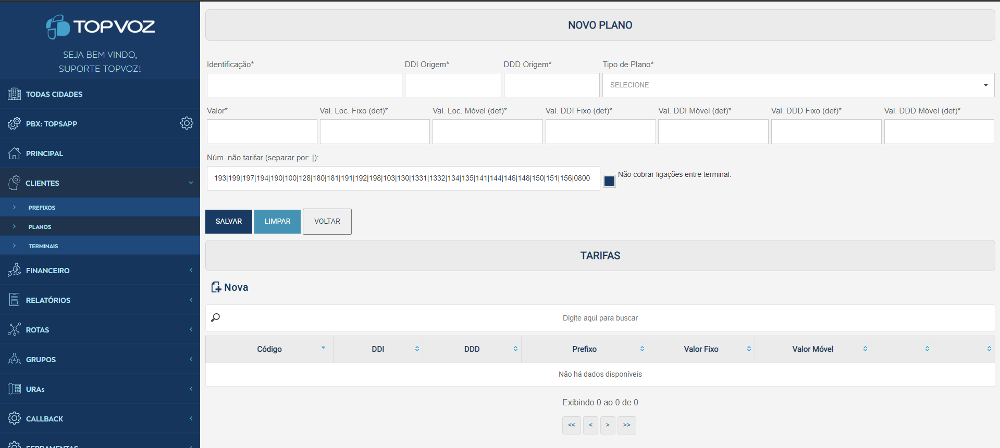 TOPVOZ
SEJA BEM VINDO,
SUPORTE TOPVOZ!
TODAS CIDADES
PBX: TOPSAPP
PRINCIPAL
CLIENTES
PREFIXOS
PLANOS
TERMINAIS
FINANCEIRO
RELATÓRIOS
ROTAS
GRUPOS
URAs
CALLBACK
FERRAMENTAS
NOVO PLANO
Identificação* DDI Origem* DDD Origem* Tipo de Plano*
SELECIONE
Valor* Val. Loc. Fixo (def)* Val. Loc. Móvel (def)* Val. DDI Fixo (def)* Val. DDI Móvel (def)* Val. DDD Fixo (def)* Val. DDD Móvel (def)*
Núm. não tarifar (separar por: |):
193|199|197|194|190|100|128|180|181|191|192|198|103|130|1331|1332|134|135|141|144|146|148|150|151|156|0800
Não cobrar ligações entre terminal.
SALVAR LIMPAR VOLTAR
TARIFAS
Nova
Digite aqui para buscar
Código DDI DDD Prefixo Valor Fixo Valor Móvel
Não há dados disponíveis
Exibindo 0 ao 0 de 0
<< < > >>